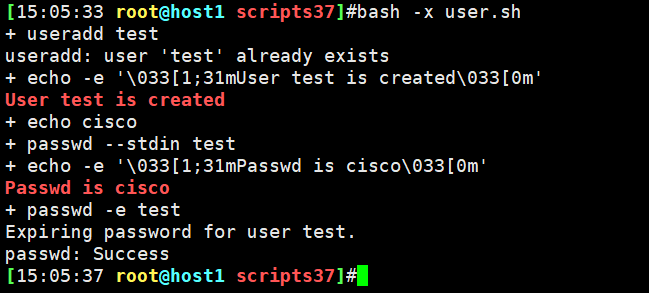 [15:05:33 root@host1 scripts37]#bash -x user.sh
+ useradd test
useradd: user 'test' already exists
+ echo -e '\033[1;31mUser test is created\033[0m'
User test is created
+ echo cisco
+ passwd --stdin test
+ echo -e '\033[1;31mPasswd is cisco\033[0m'
Passwd is cisco
+ passwd -e test
Expiring password for user test.
passwd: Success
[15:05:37 root@host1 scripts37]#